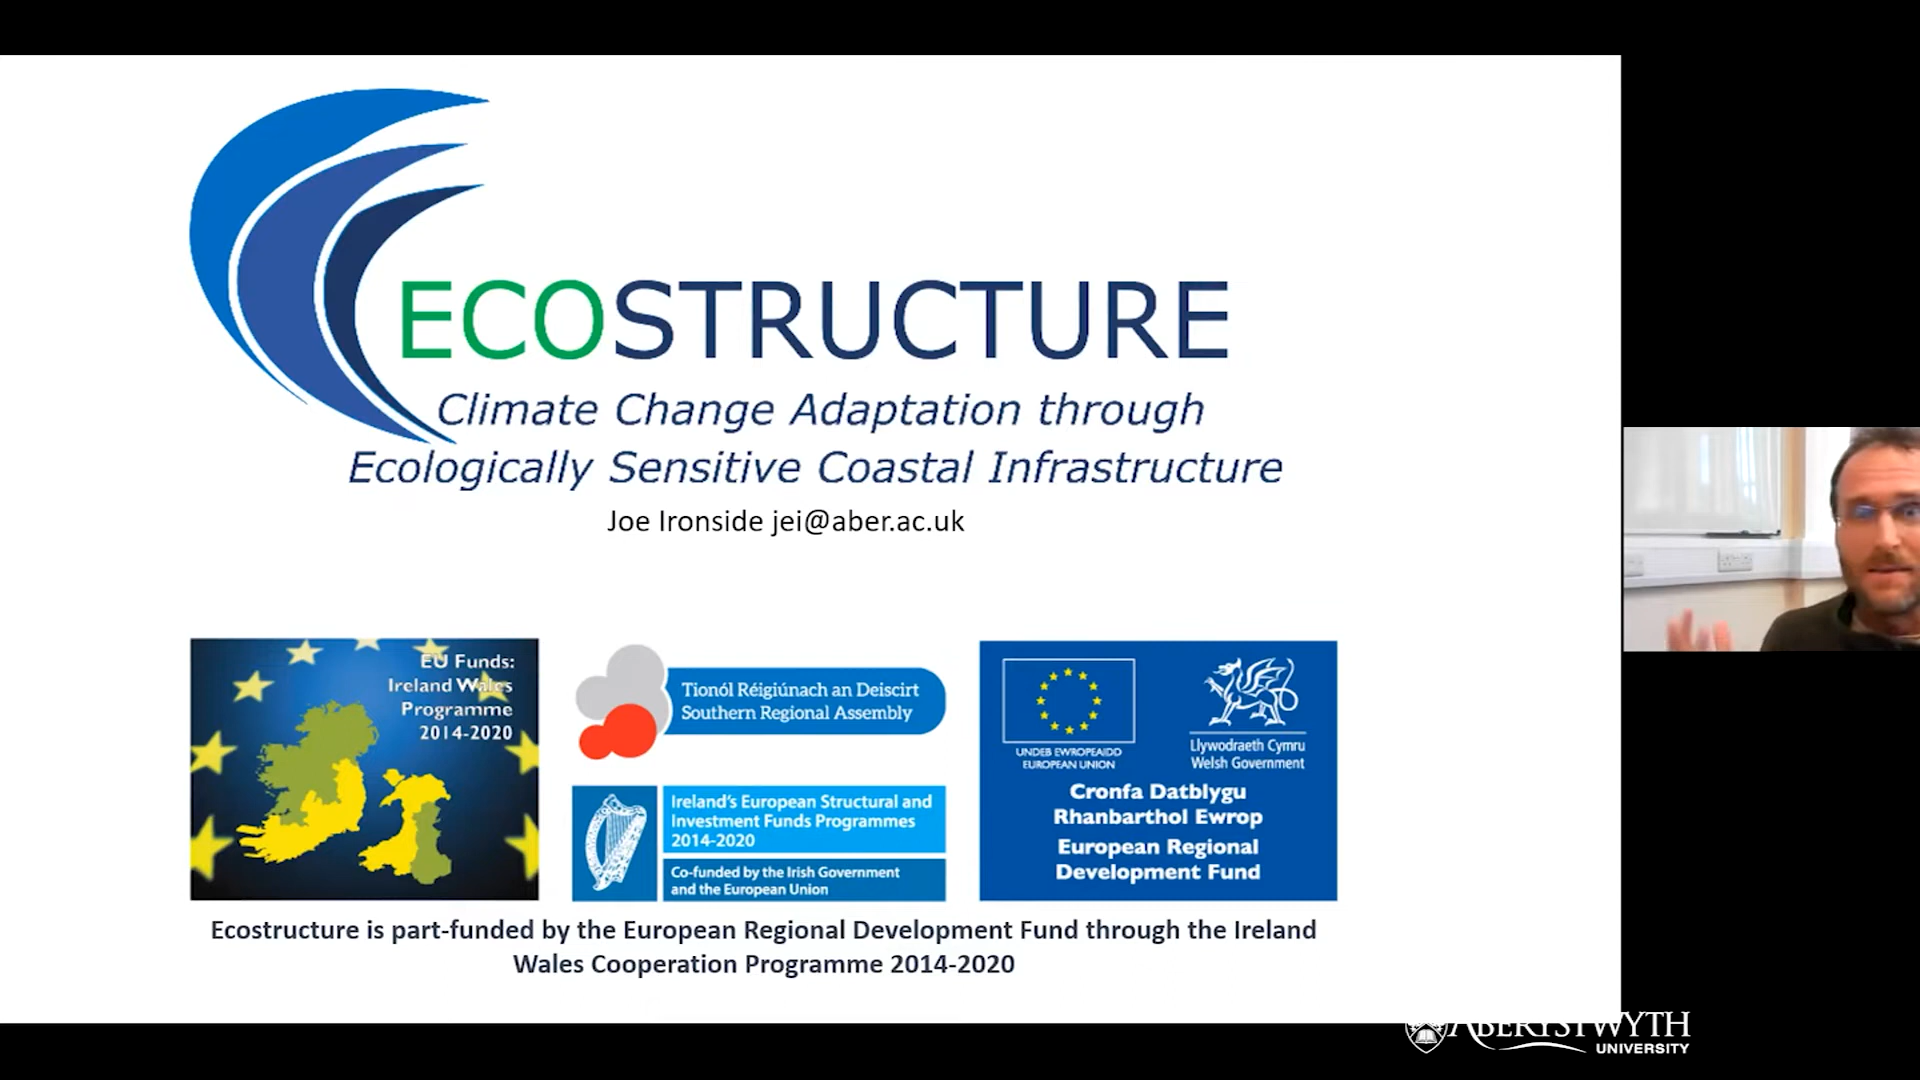 ECOSTRUCTURE
Climate Change Adaptation through
Ecologically Sensitive Coastal Infrastructure
Joe Ironside jei@aber.ac.uk
EU Funds:
Ireland Wales
Programme
2014-2020
Tionól Réigiúnach an Deiscirt
Southern Regional Assembly
Ireland's European Structural and
Investment Funds Programmes
2014-2020
Co-funded by the Irish Government
and the European Union
UNDEB EWROPEAIDD
EUROPEAN UNION
Llywodraeth Cymru
Welsh Government
Cronfa Datblygu
Rhanbarthol Ewrop
European Regional
Development Fund
Ecostructure is part-funded by the European Regional Development Fund through the Ireland
Wales Cooperation Programme 2014-2020
ABERYSTWYTH
UNIVERSITY